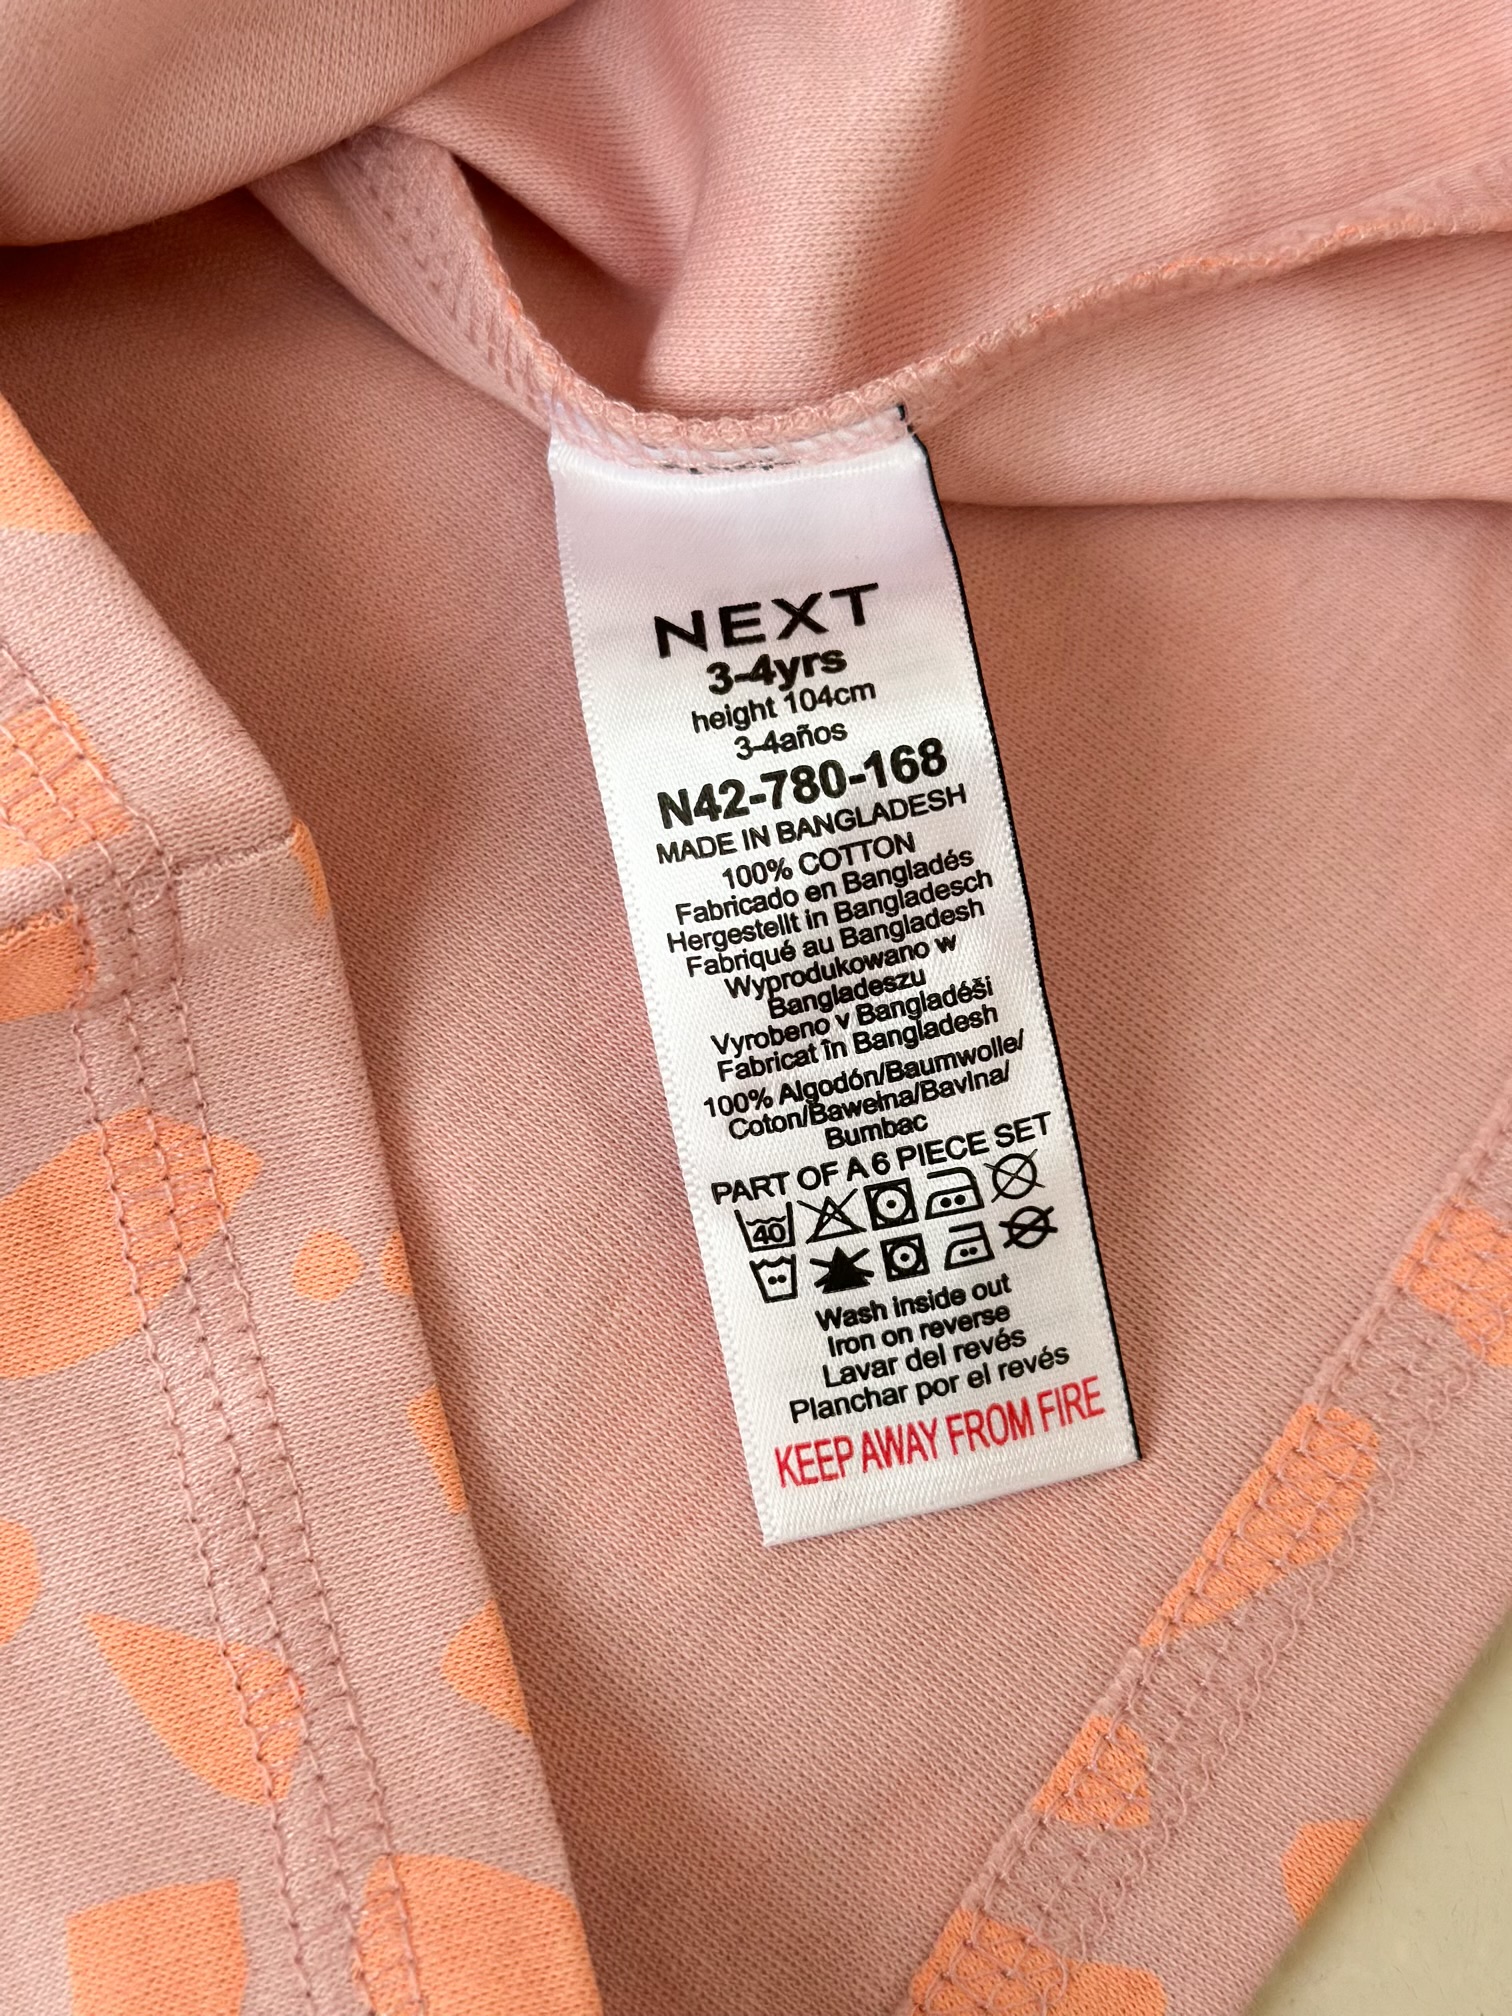 NEXT
3-4yrs
height 104cm
3-4años
N42-780-168
MADE IN BANGLADESH
100% COTTON
Fabricado en Bangladés
Hergestellt in Bangladesch
Fabriqué au Bangladesh
Wyprodukowano w
Bangladeszu
Vyrobeno v Bangladéši
Fabricat în Bangladesh
100% Algodón/Baumwolle/
Coton/Bawełna/Bavlna/
Bumbac
PART OF A 6 PIECE SET
40
Wash inside out
Iron on reverse
Lavar del revés
Planchar por el revés
KEEP AWAY FROM FIRE